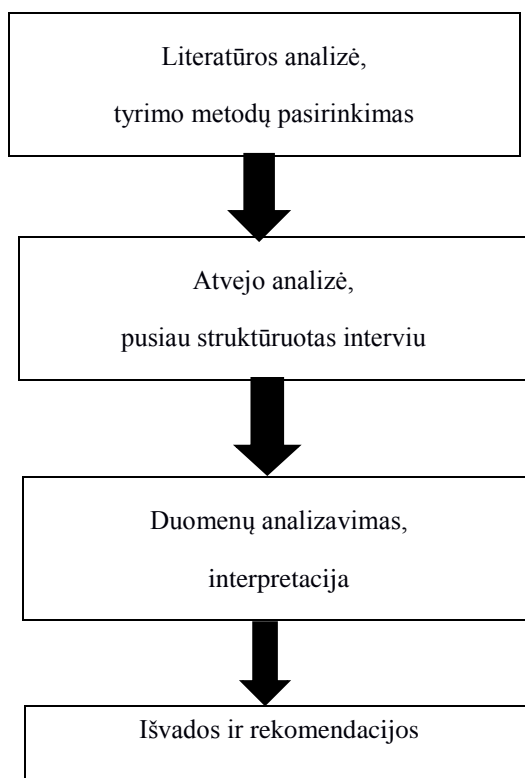 Literatūros analizė,
tyrimo metodų pasirinkimas
Atvejo analizė,
pusiau struktūruotas interviu
Duomenų analizavimas,
interpretacija
Išvados ir rekomendacijos